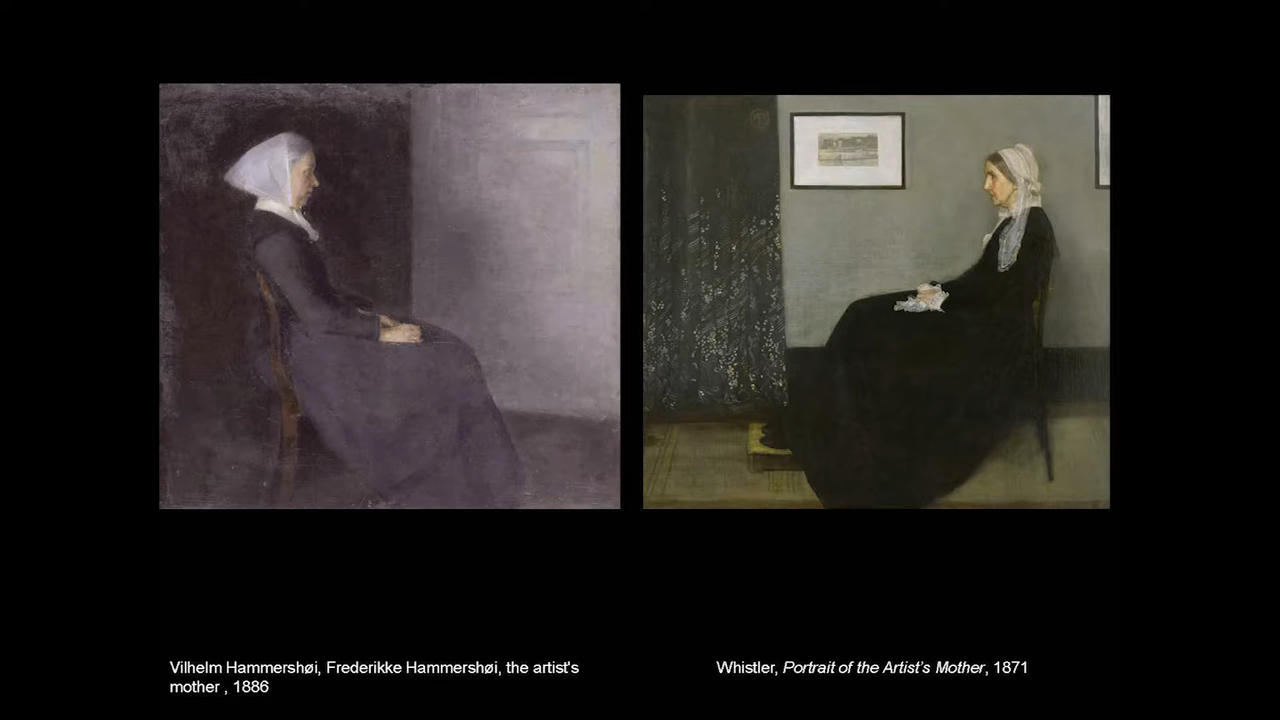 Vilhelm Hammershøi, Frederikke Hammershøi, the artist's
mother , 1886
Whistler, Portrait of the Artist's Mother, 1871